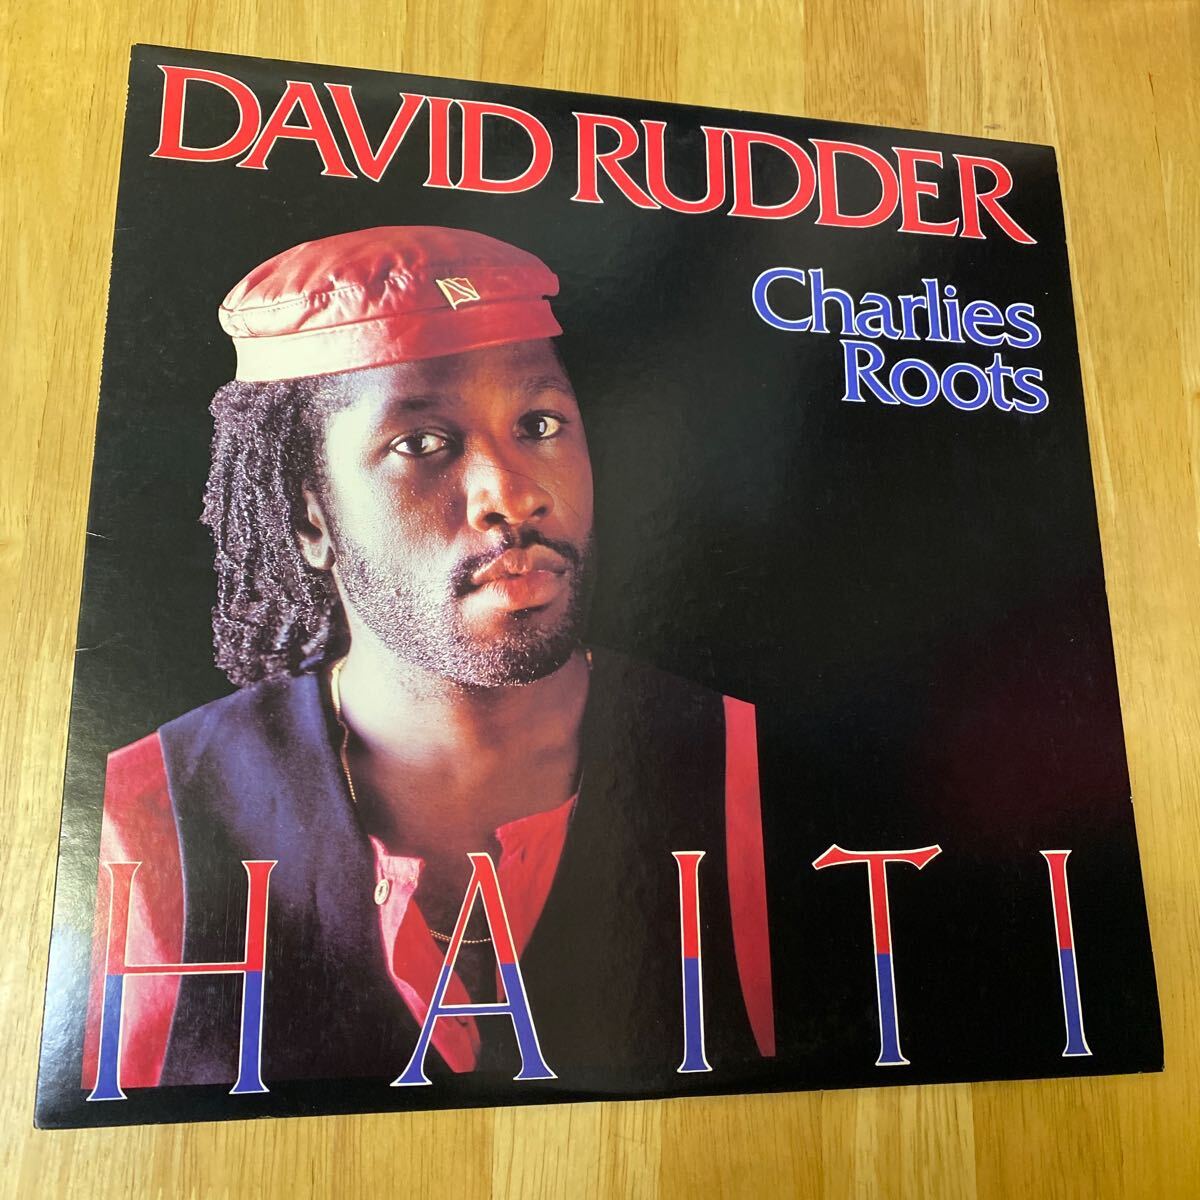 DAVID RUDDER
Charlies
Roots
HAITI